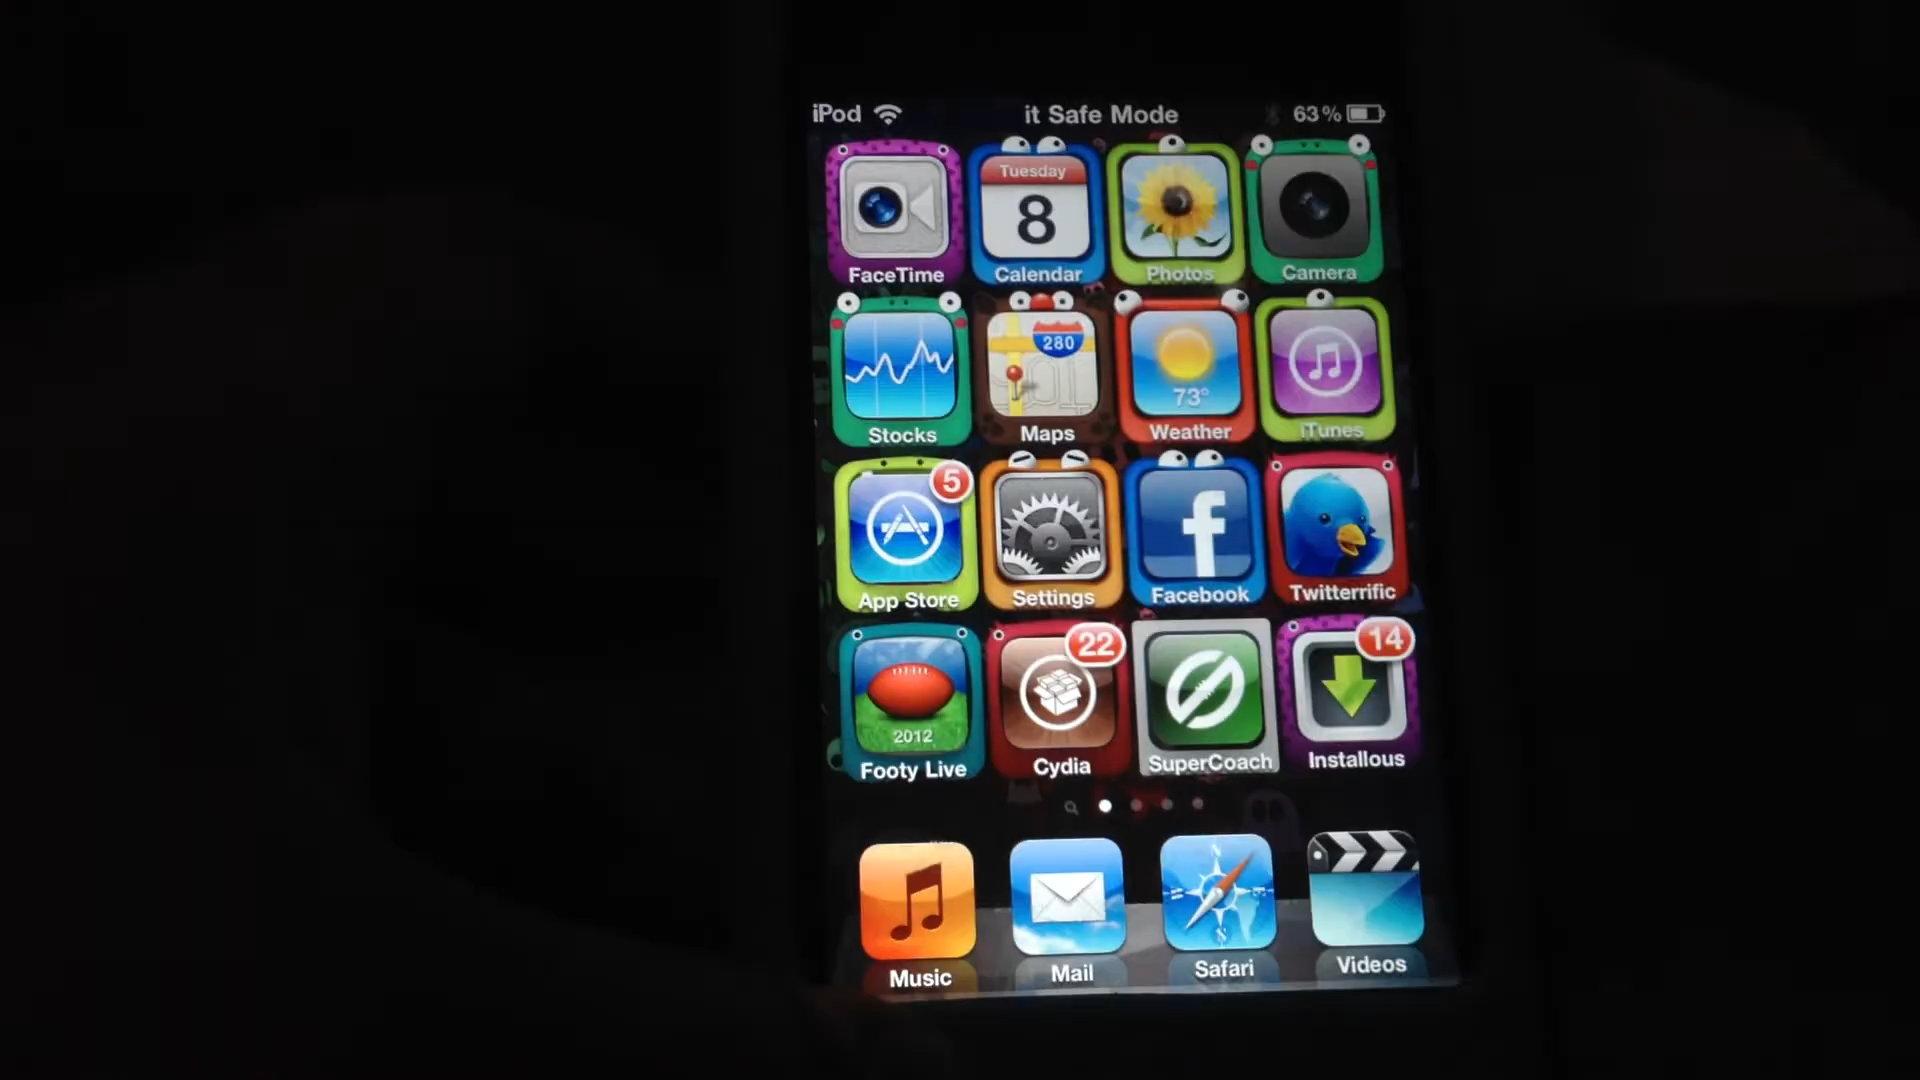 iPod it Safe Mode 63%
Tuesday
8
FaceTime Calendar Photos Camera
280
73°
Stocks Maps Weather iTunes
5
App Store Settings Facebook Twitterrific
22 14
2012
Footy Live Cydia SuperCoach Installous
Music Mail Safari Videos